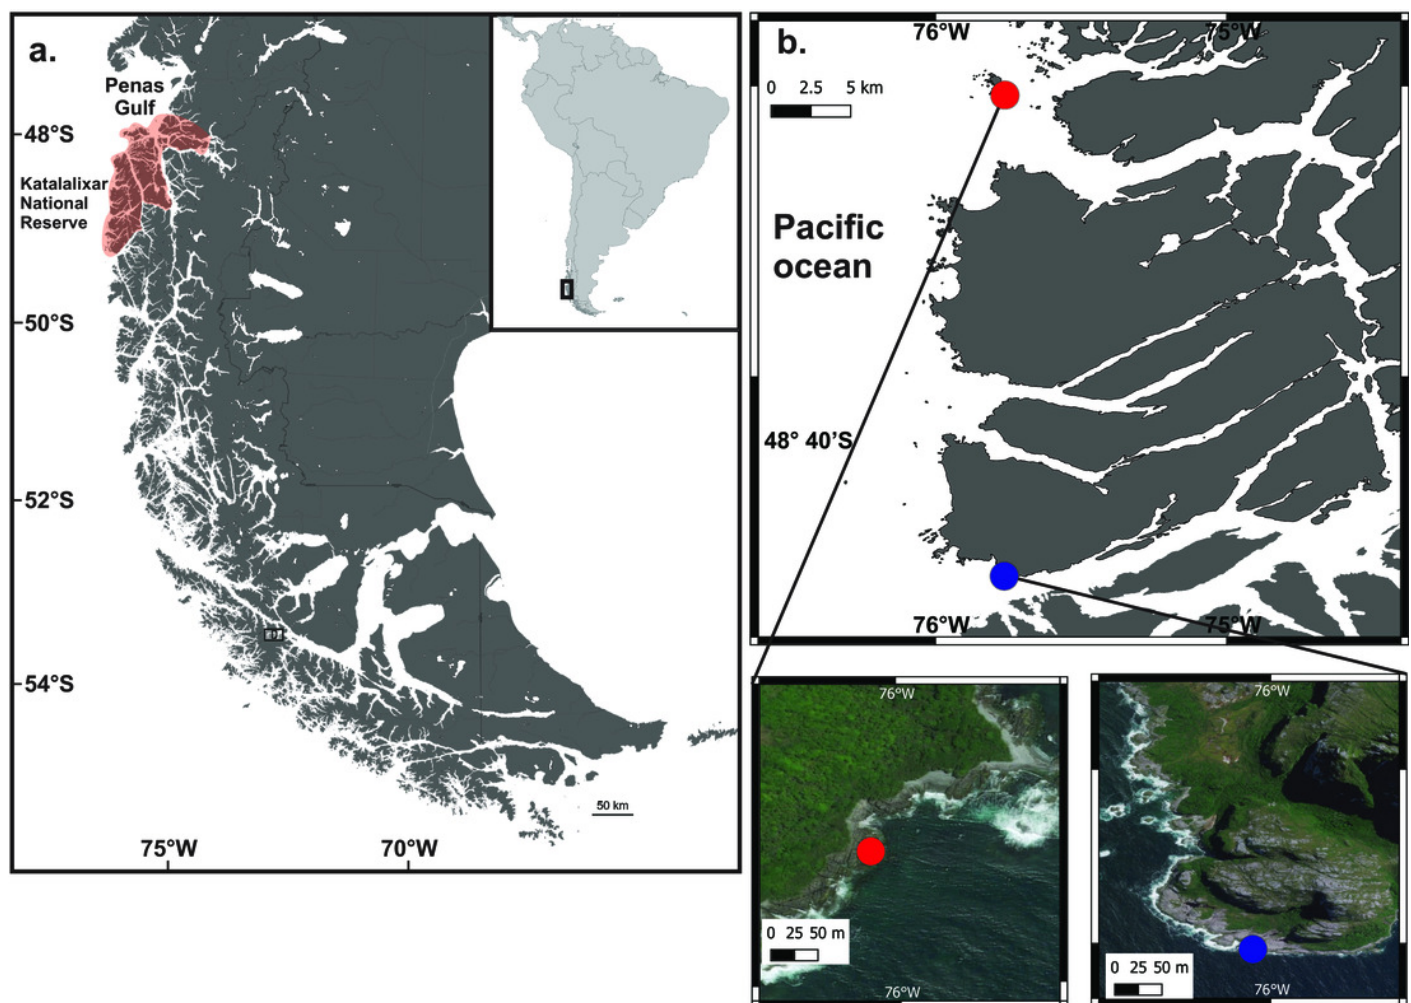 a.
Penas
Gulf
48°S
Katalalixar
National
Reserve
50°S
52°S
54°S
50 km
75°W
70°W
b.
76°W
75°W
0 2.5 5 km
Pacific
ocean
48° 40'S
76°W
75°W
76°W
0 25 50 m
76°W
76°W
0 25 50 m
76°W